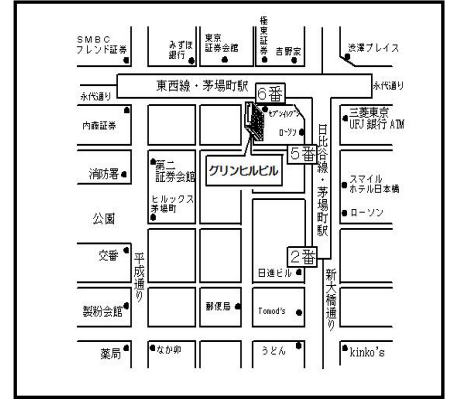 SMBC
フレンド証券
みずほ
銀行
東京
証券会館
極東証券
吉野家
渋澤プレイス
永代通り
東西線・茅場町駅
永代通り
6番
内藤証券
セブンイレブン
ローソン
三菱東京
UFJ銀行ATM
5番
日比谷線・茅場町駅
消防署
第二
証券会館
グリンヒルビル
スマイル
ホテル日本橋
ヒルックス
茅場町
ローソン
公園
交番
平成通り
2番
日進ビル
新大橋通り
製粉会館
郵便局
Tomod's
薬局
なか卯
うどん
kinko's